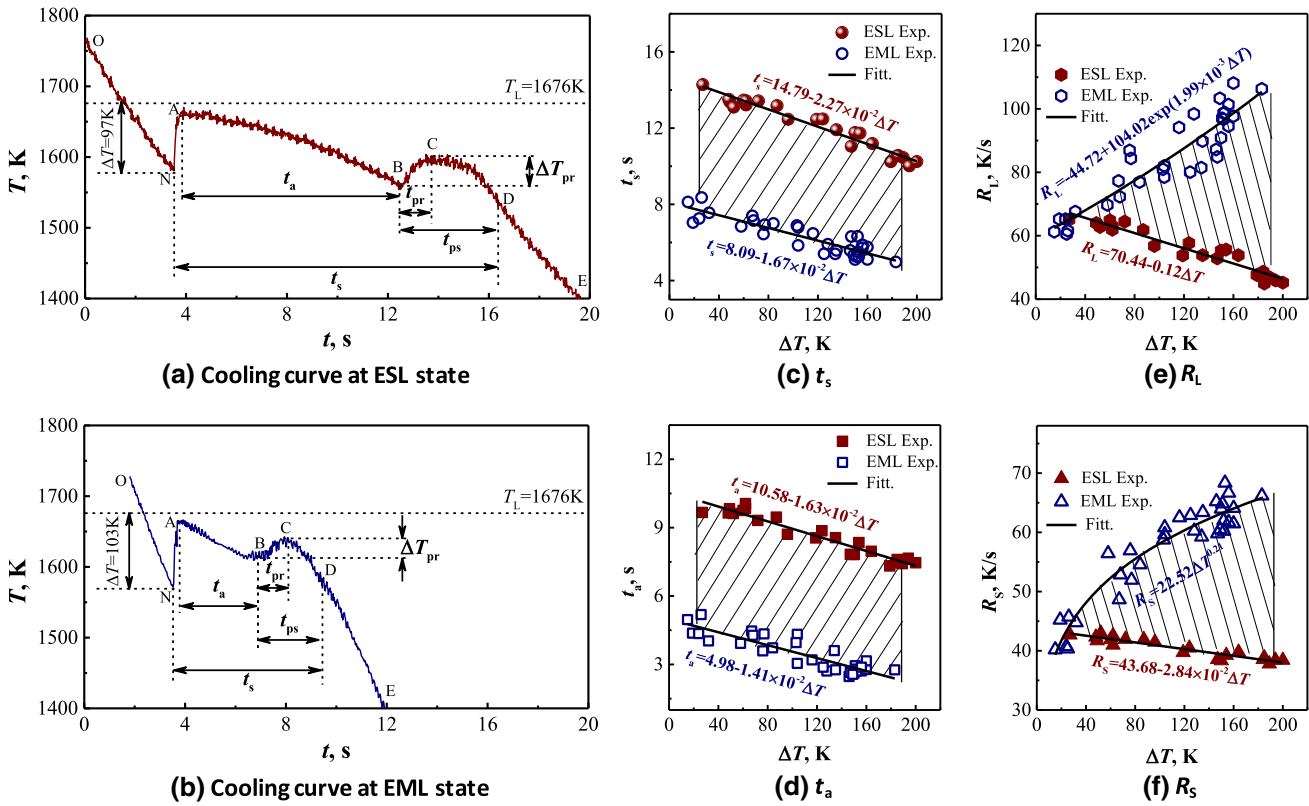 1800
1700
1600
1500
1400
T, K
O
T_L=1676K
A
ΔT=97K
N
B
C
ΔT_pr
t_a
t_pr
D
t_ps
t_s
E
0 4 8 12 16 20
t, s
(a) Cooling curve at ESL state
1800
1700
1600
1500
1400
T, K
O
T_L=1676K
A
ΔT=103K
N
B
C
ΔT_pr
t_pr
D
t_a
t_ps
t_s
E
0 4 8 12 16 20
t, s
(b) Cooling curve at EML state
16
12
8
4
t_s, s
ESL Exp.
EML Exp.
Fitt.
t_s=14.79-2.27×10^-2ΔT
t_s=8.09-1.67×10^-2ΔT
0 40 80 120 160 200
ΔT, K
(c) t_s
12
9
6
3
t_a, s
ESL Exp.
EML Exp.
Fitt.
t_a=10.58-1.63×10^-2ΔT
t_a=4.98-1.41×10^-2ΔT
0 40 80 120 160 200
ΔT, K
(d) t_a
120
100
80
60
40
R_L, K/s
ESL Exp.
EML Exp.
Fitt.
R_L=-44.72+104.02exp(1.99×10^-3ΔT)
R_L=70.44-0.12ΔT
0 40 80 120 160 200
ΔT, K
(e) R_L
70
60
50
40
30
R_S, K/s
ESL Exp.
EML Exp.
Fitt.
R_S=22.52ΔT^0.21
R_S=43.68-2.84×10^-2ΔT
0 40 80 120 160 200
ΔT, K
(f) R_S